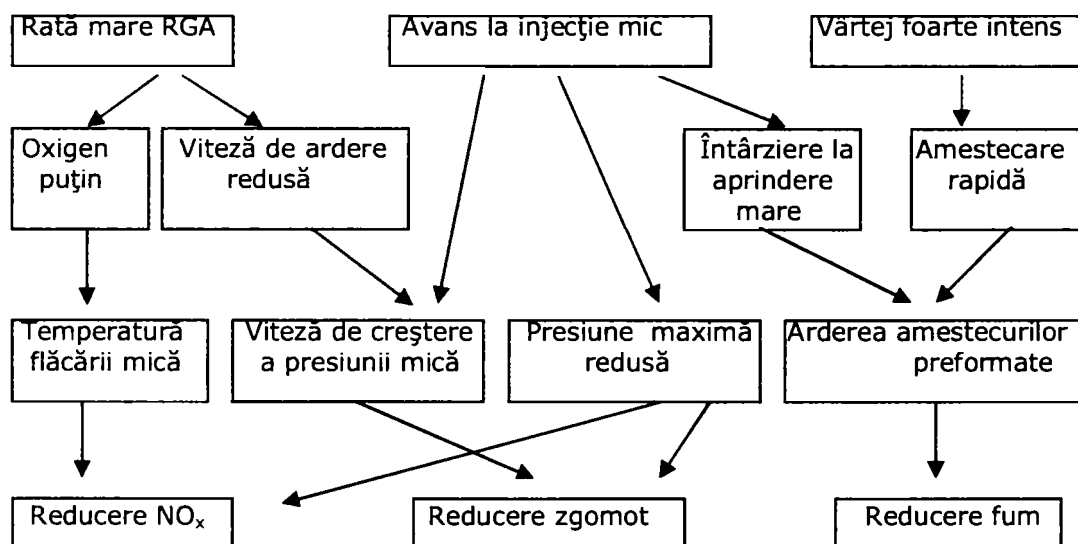 Rată mare RGA
Avans la injecţie mic
Vârtej foarte intens
Oxigen
puţin
Viteză de ardere
redusă
Întârziere la
aprindere
mare
Amestecare
rapidă
Temperatură
flăcării mică
Viteză de creştere
a presiunii mică
Presiune maximă
redusă
Arderea amestecurilor
preformate
Reducere NOₓ
Reducere zgomot
Reducere fum